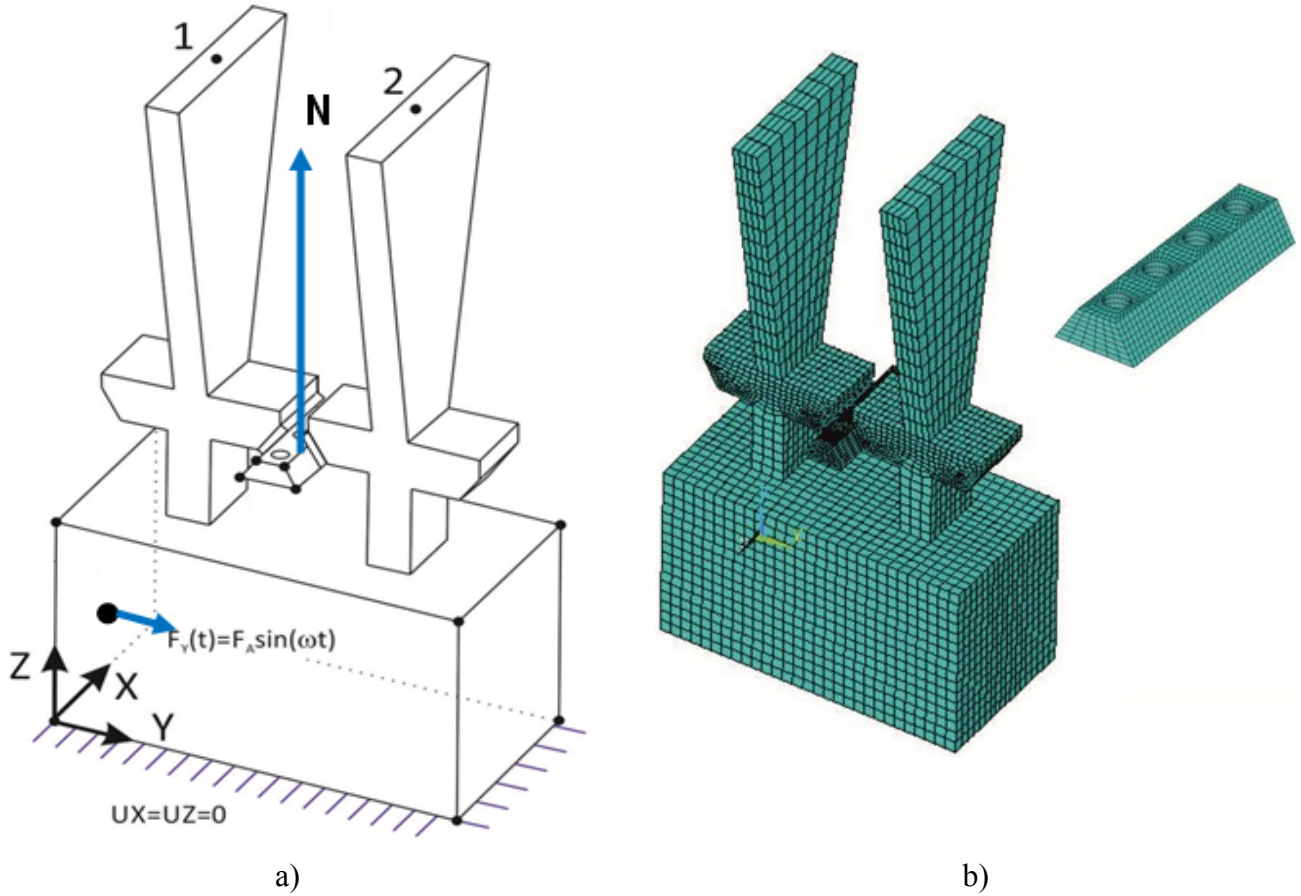 1
2
N
F_Y(t)=F_A sin(ωt)
Z
X
Y
UX=UZ=0
a)
b)